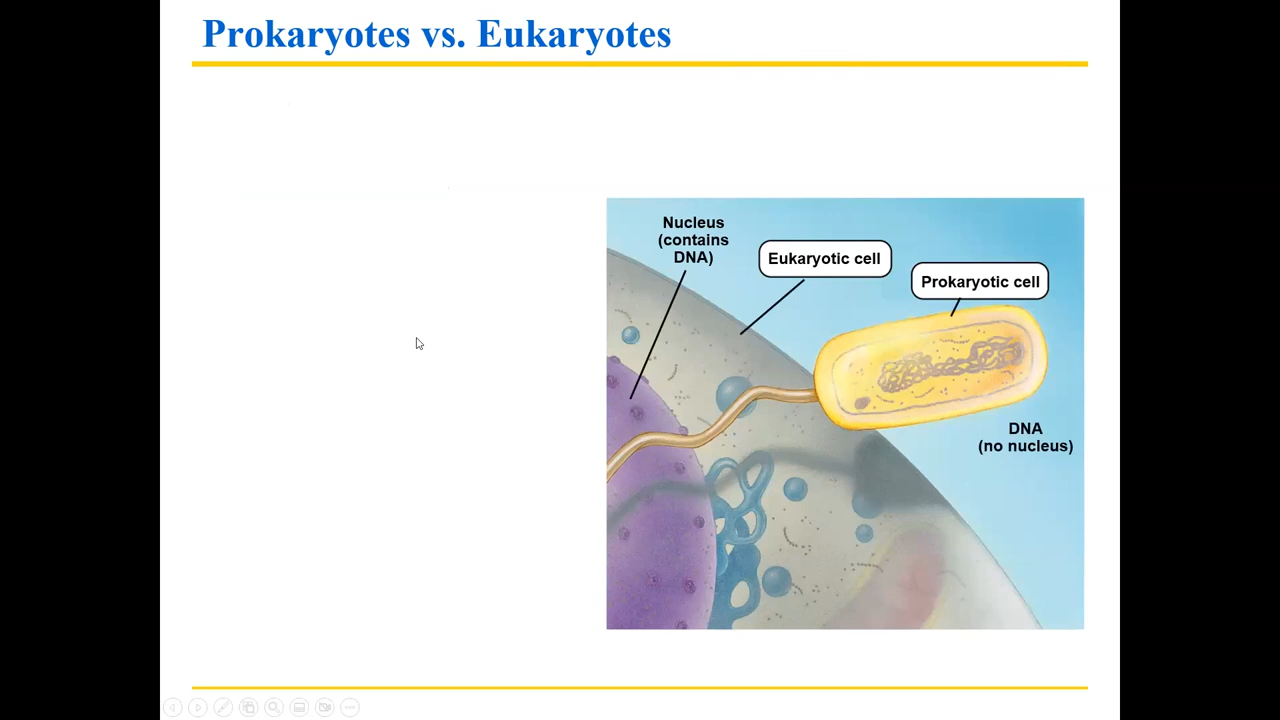 Prokaryotes vs. Eukaryotes
Nucleus
(contains
DNA)
Eukaryotic cell
Prokaryotic cell
DNA
(no nucleus)